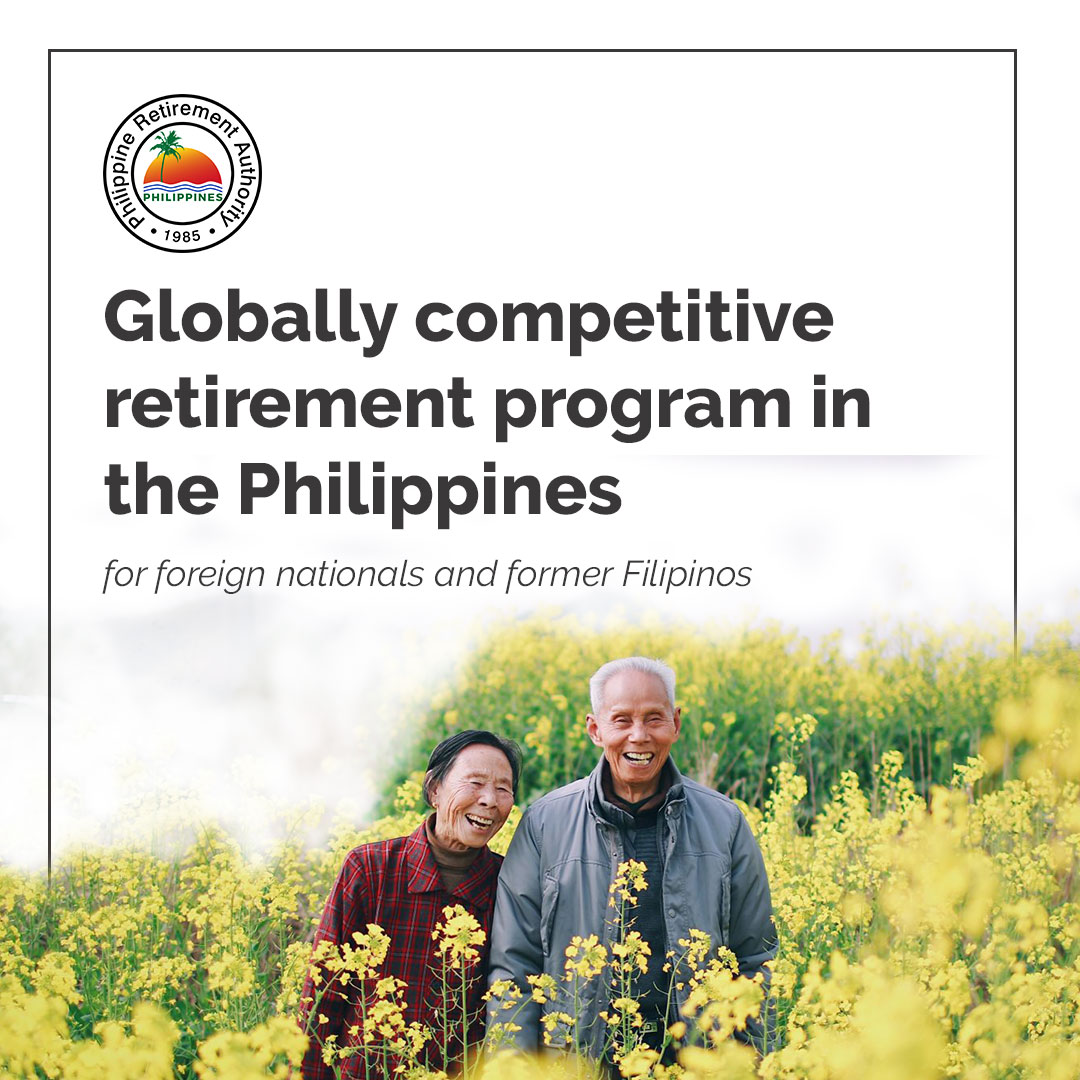 Philippine Retirement Authority
PHILIPPINES
• 1985 •
Globally competitive
retirement program in
the Philippines
for foreign nationals and former Filipinos